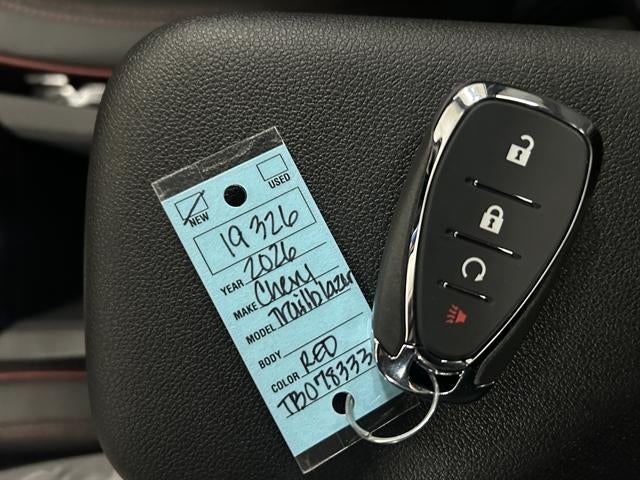 NEW USED
19326
YEAR 2026
MAKE Chevy
MODEL Trailblazer
BODY
COLOR RED
TB078333